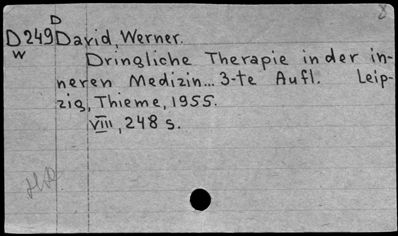 D
D249 David, Werner.
W
Dringliche Therapie in der in-
neren Medizin... 3-te Aufl. Leip-
zig, Thieme, 1955.
VIII, 248 s.